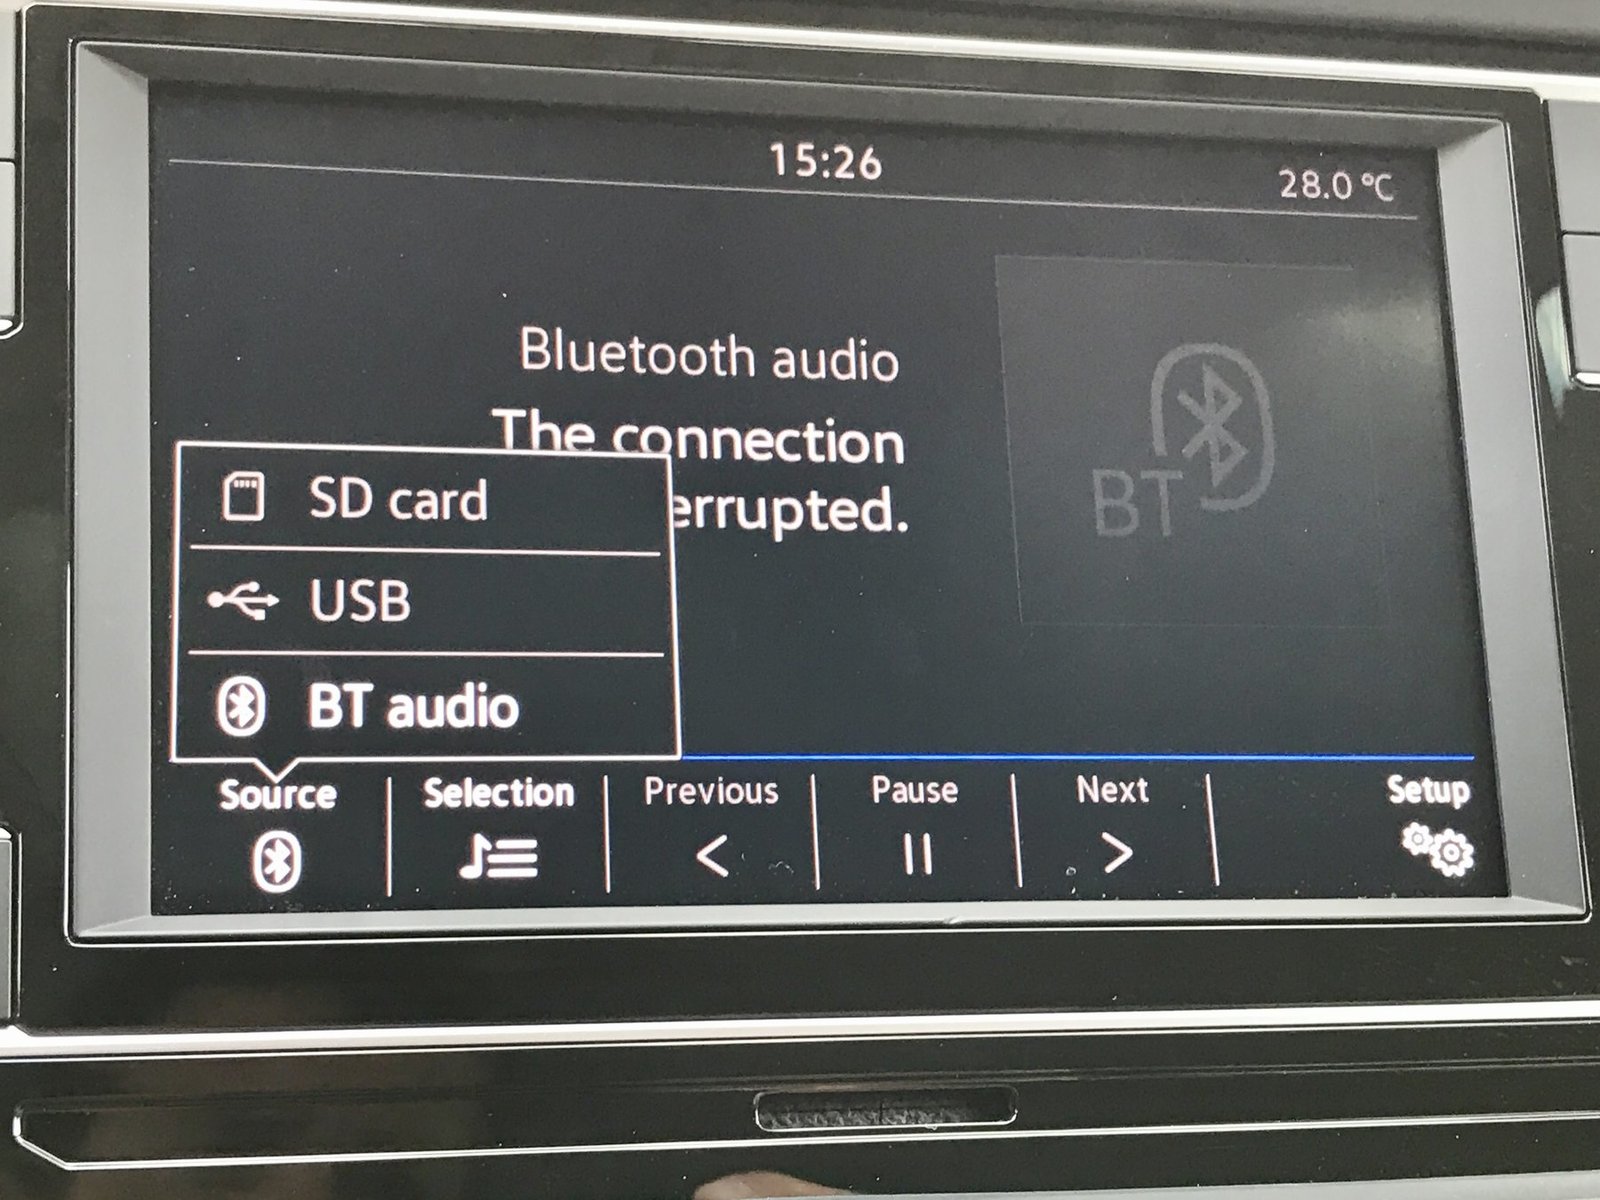 15:26
28.0 °C
Bluetooth audio
The connection
errupted.
BT
SD card
USB
BT audio
Source
Selection
Previous
Pause
Next
Setup